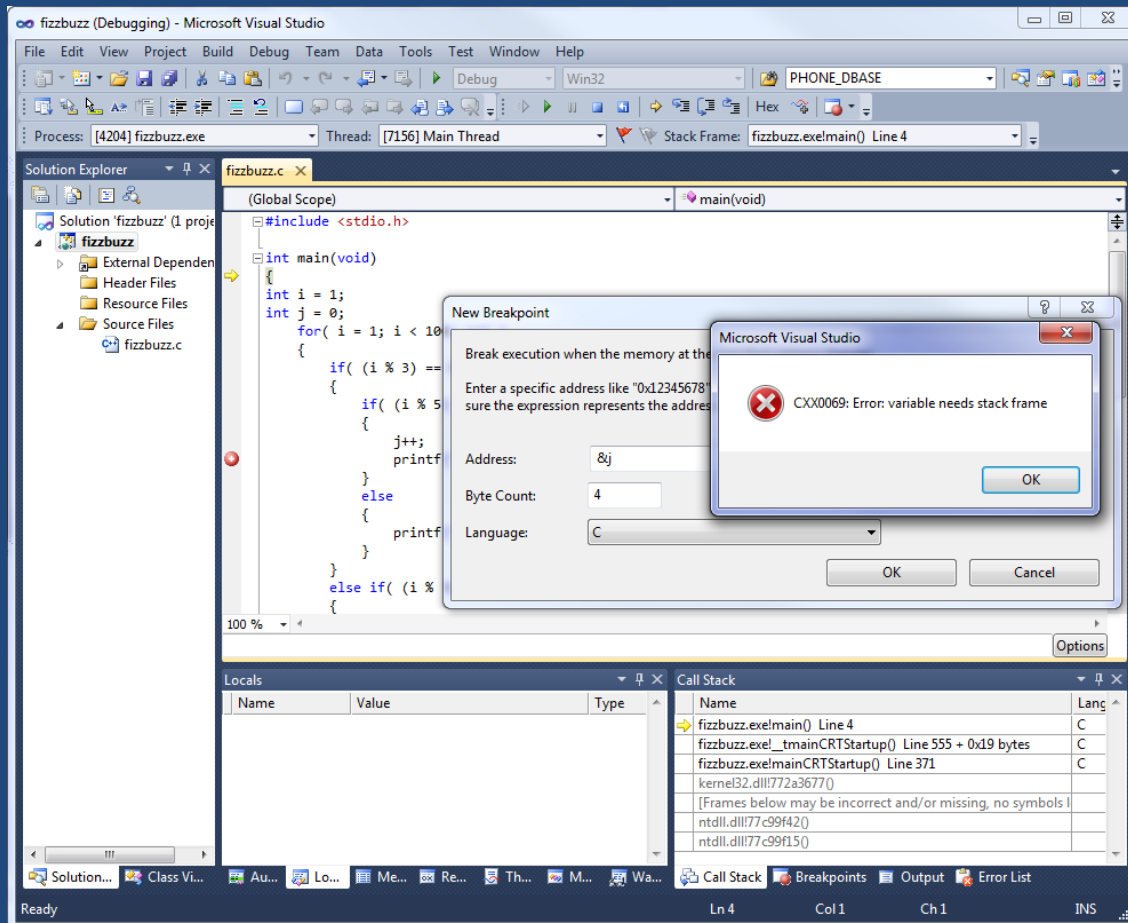 fizzbuzz (Debugging) - Microsoft Visual Studio
File Edit View Project Build Debug Team Data Tools Test Window Help
Debug Win32 PHONE_DBASE
Hex
Process: [4204] fizzbuzz.exe Thread: [7156] Main Thread Stack Frame: fizzbuzz.exe!main() Line 4
Solution Explorer
fizzbuzz.c
(Global Scope) main(void)
Solution 'fizzbuzz' (1 proje
fizzbuzz
External Dependen
Header Files
Resource Files
Source Files
fizzbuzz.c
#include <stdio.h>
int main(void)
{
int i = 1;
int j = 0;
for( i = 1; i < 10
{
if( (i % 3) ==
{
if( (i % 5
{
j++;
printf
}
else
{
printf
}
}
else if( (i %
{
100 %
New Breakpoint
Break execution when the memory at the
Enter a specific address like "0x12345678"
sure the expression represents the addres
Address: &j
Byte Count: 4
Language: C
OK Cancel
Microsoft Visual Studio
CXX0069: Error: variable needs stack frame
OK
Options
Locals
Name Value Type
Call Stack
Name Lang
fizzbuzz.exe!main() Line 4 C
fizzbuzz.exe!__tmainCRTStartup() Line 555 + 0x19 bytes C
fizzbuzz.exe!mainCRTStartup() Line 371 C
kernel32.dll!772a3677()
[Frames below may be incorrect and/or missing, no symbols l
ntdll.dll!77c99f42()
ntdll.dll!77c99f15()
Solution... Class Vi... Au... Lo... Me... Re... Th... M... Wa... Call Stack Breakpoints Output Error List
Ready Ln 4 Col 1 Ch 1 INS